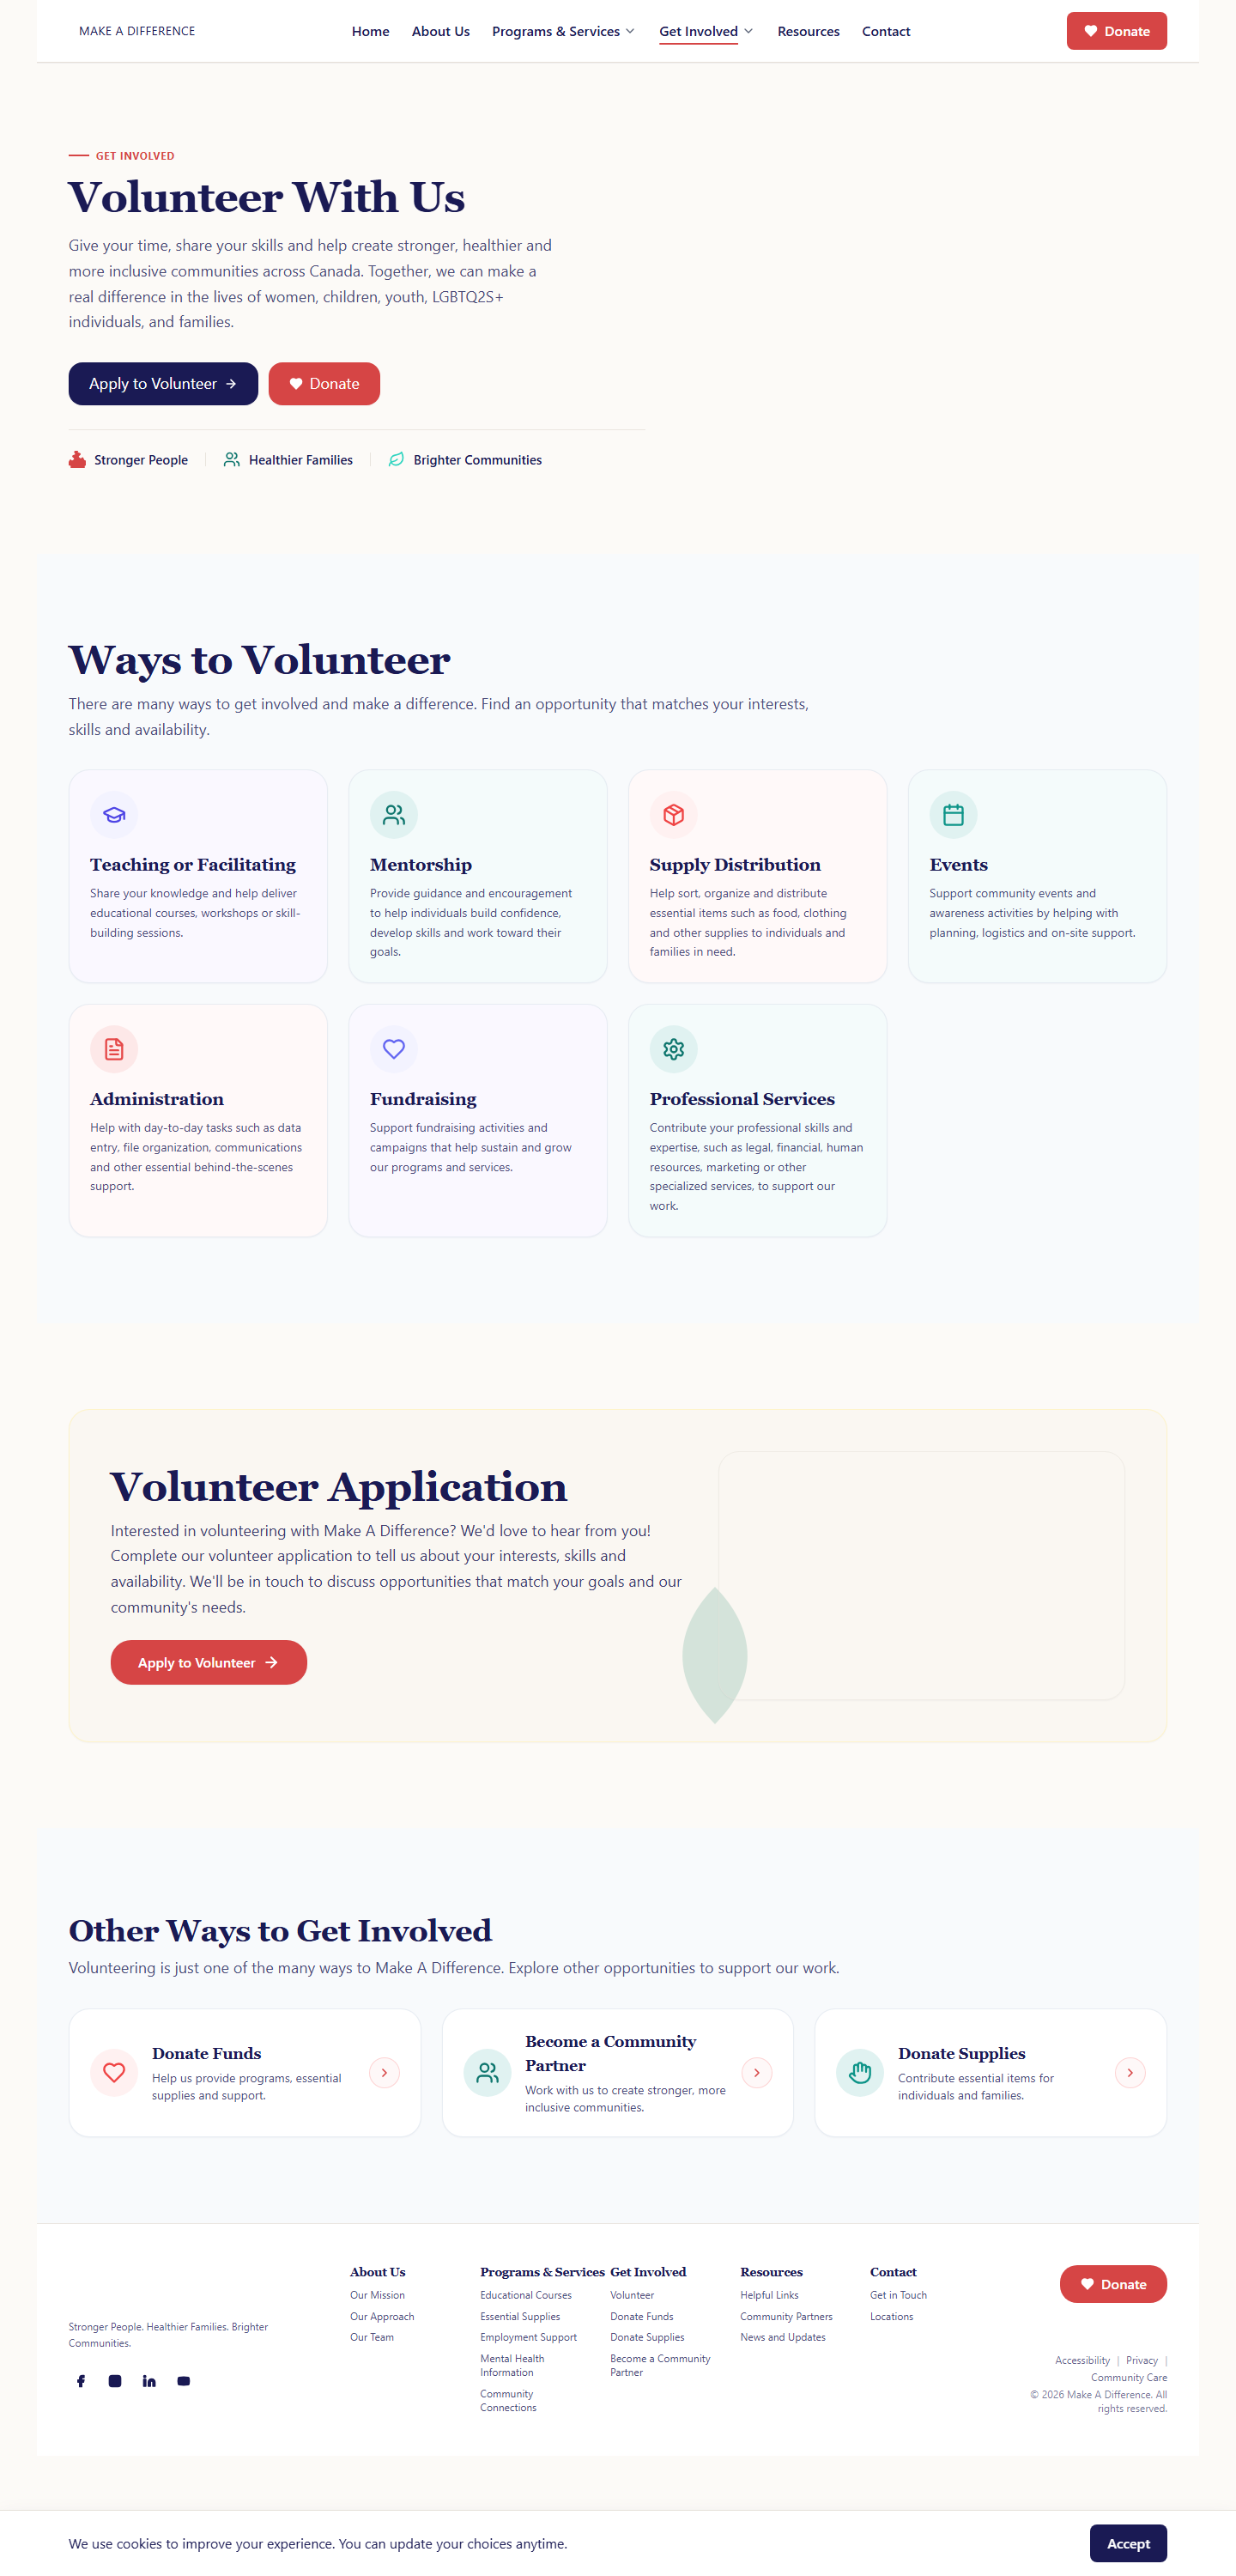 MAKE A DIFFERENCE
Home
About Us
Programs & Services
Get Involved
Resources
Contact
Donate
GET INVOLVED
Volunteer With Us
Give your time, share your skills and help create stronger, healthier and
more inclusive communities across Canada. Together, we can make a
real difference in the lives of women, children, youth, LGBTQ2S+
individuals, and families.
Apply to Volunteer
Donate
Stronger People
Healthier Families
Brighter Communities
Ways to Volunteer
There are many ways to get involved and make a difference. Find an opportunity that matches your interests,
skills and availability.
Teaching or Facilitating
Share your knowledge and help deliver
educational courses, workshops or skill-
building sessions.
Mentorship
Provide guidance and encouragement
to help individuals build confidence,
develop skills and work toward their
goals.
Supply Distribution
Help sort, organize and distribute
essential items such as food, clothing
and other supplies to individuals and
families in need.
Events
Support community events and
awareness activities by helping with
planning, logistics and on-site support.
Administration
Help with day-to-day tasks such as data
entry, file organization, communications
and other essential behind-the-scenes
support.
Fundraising
Support fundraising activities and
campaigns that help sustain and grow
our programs and services.
Professional Services
Contribute your professional skills and
expertise, such as legal, financial, human
resources, marketing or other
specialized services, to support our
work.
Volunteer Application
Interested in volunteering with Make A Difference? We'd love to hear from you!
Complete our volunteer application to tell us about your interests, skills and
availability. We'll be in touch to discuss opportunities that match your goals and our
community's needs.
Apply to Volunteer
Other Ways to Get Involved
Volunteering is just one of the many ways to Make A Difference. Explore other opportunities to support our work.
Donate Funds
Help us provide programs, essential
supplies and support.
Become a Community
Partner
Work with us to create stronger, more
inclusive communities.
Donate Supplies
Contribute essential items for
individuals and families.
Stronger People. Healthier Families. Brighter
Communities.
About Us
Our Mission
Our Approach
Our Team
Programs & Services
Educational Courses
Essential Supplies
Employment Support
Mental Health
Information
Community
Connections
Get Involved
Volunteer
Donate Funds
Donate Supplies
Become a Community
Partner
Resources
Helpful Links
Community Partners
News and Updates
Contact
Get in Touch
Locations
Donate
Accessibility | Privacy |
Community Care
© 2026 Make A Difference. All
rights reserved.
We use cookies to improve your experience. You can update your choices anytime.
Accept